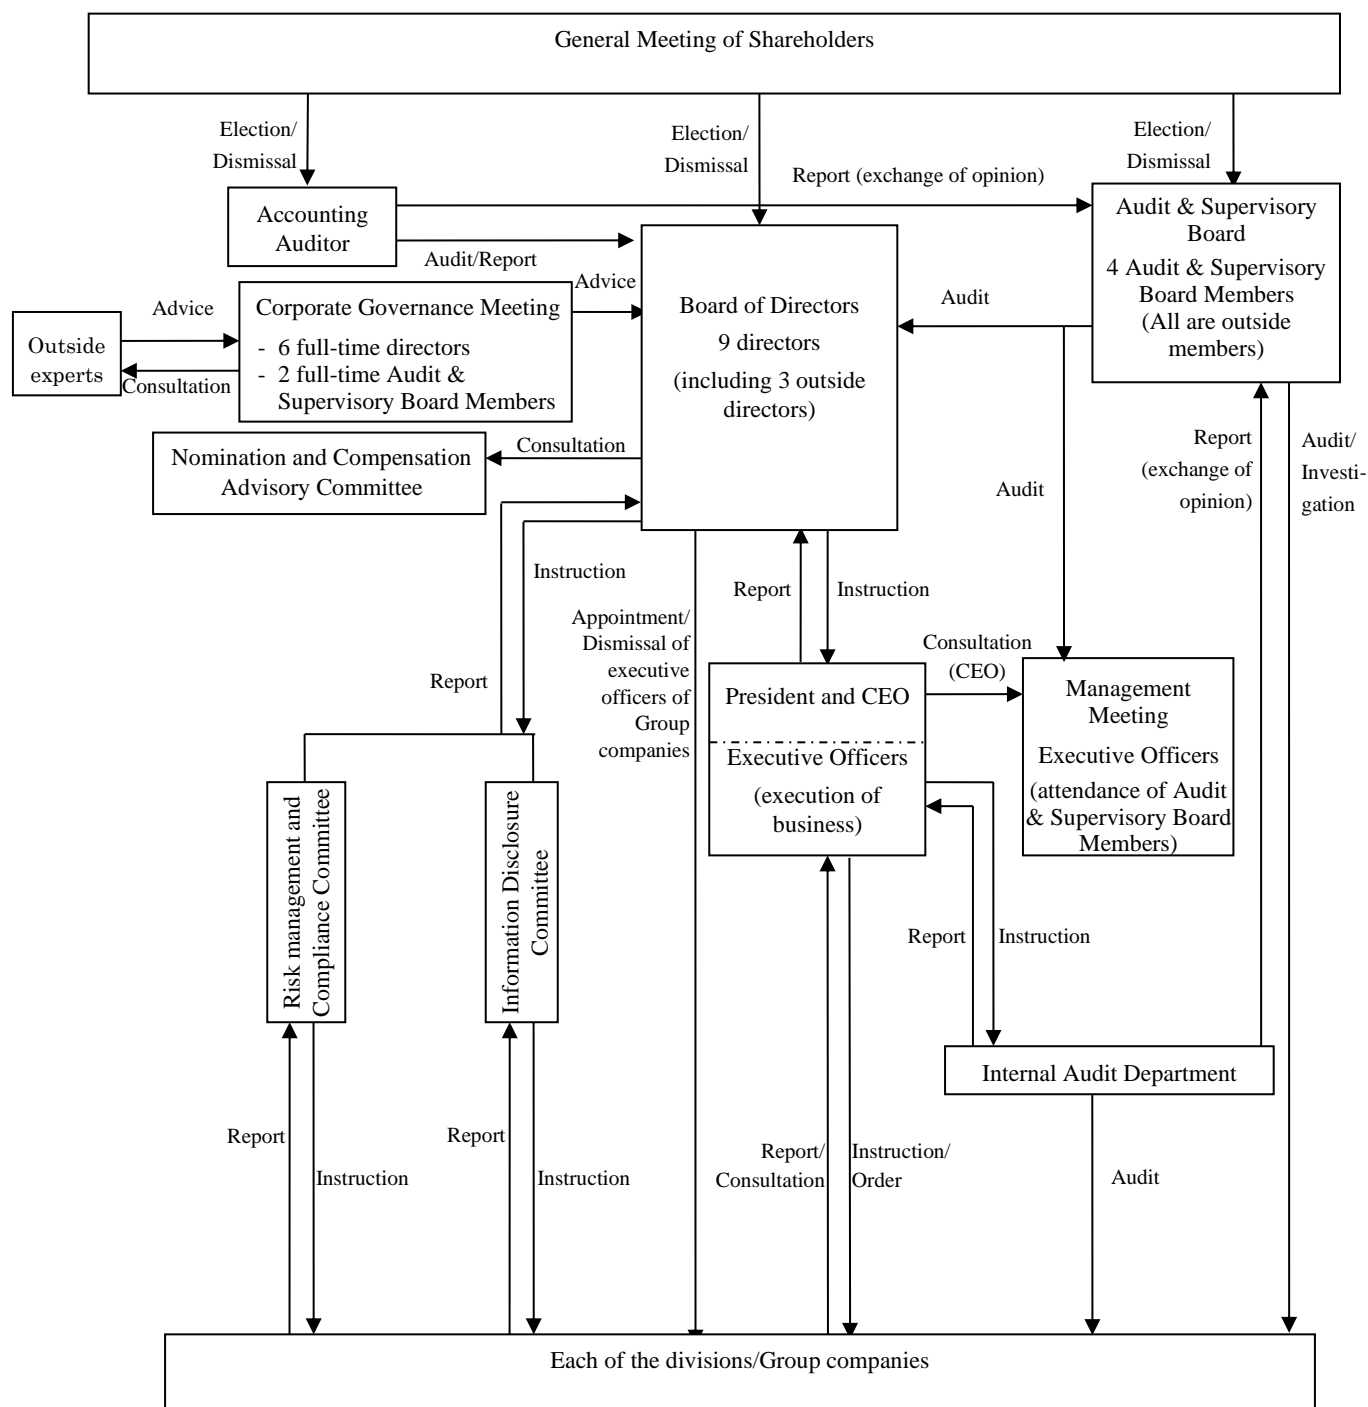 General Meeting of Shareholders
Election/
Dismissal
Election/
Dismissal
Election/
Dismissal
Report (exchange of opinion)
Accounting
Auditor
Audit/Report
Audit & Supervisory
Board
4 Audit & Supervisory
Board Members
(All are outside
members)
Advice
Outside
experts
Consultation
Corporate Governance Meeting
- 6 full-time directors
- 2 full-time Audit &
Supervisory Board Members
Advice
Board of Directors
9 directors
(including 3 outside
directors)
Audit
Nomination and Compensation
Advisory Committee
Consultation
Audit
Report
(exchange of
opinion)
Audit/
Investi-
gation
Instruction
Report
Appointment/
Dismissal of
executive
officers of
Group
companies
Report
Instruction
Consultation
(CEO)
President and CEO
Executive Officers
(execution of
business)
Management
Meeting
Executive Officers
(attendance of Audit
& Supervisory Board
Members)
Risk management and
Compliance Committee
Information Disclosure
Committee
Report
Instruction
Internal Audit Department
Report
Instruction
Report
Instruction
Report/
Consultation
Instruction/
Order
Audit
Each of the divisions/Group companies